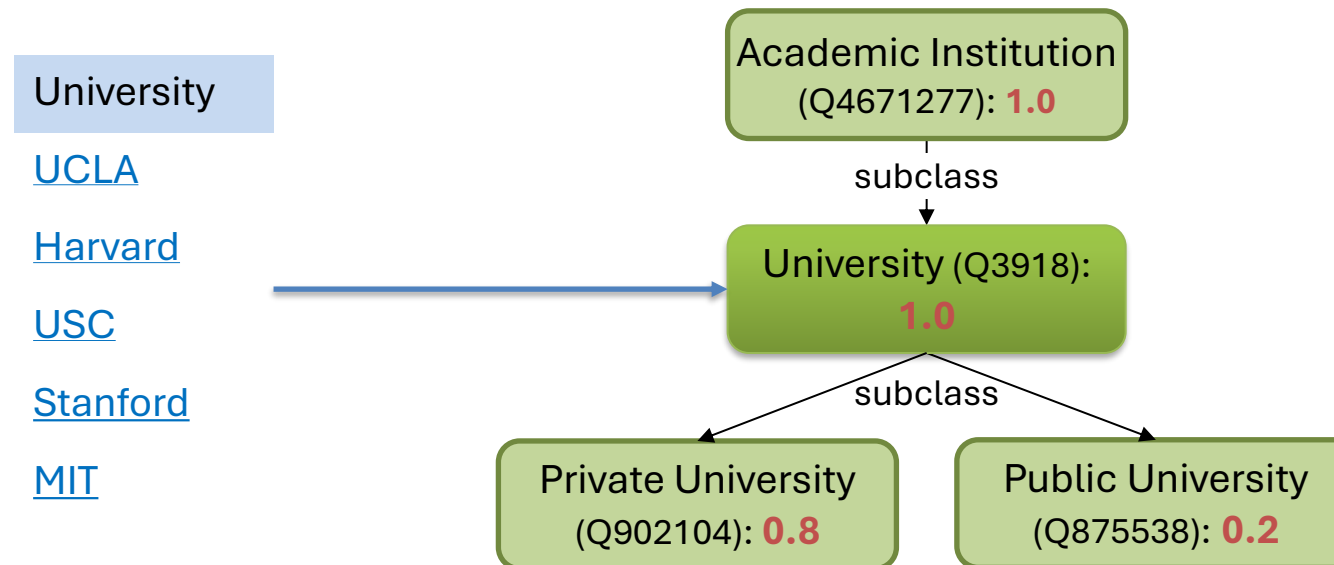 University
UCLA
Harvard
USC
Stanford
MIT
Academic Institution
(Q4671277): 1.0
subclass
University (Q3918):
1.0
subclass
Private University
(Q902104): 0.8
Public University
(Q875538): 0.2